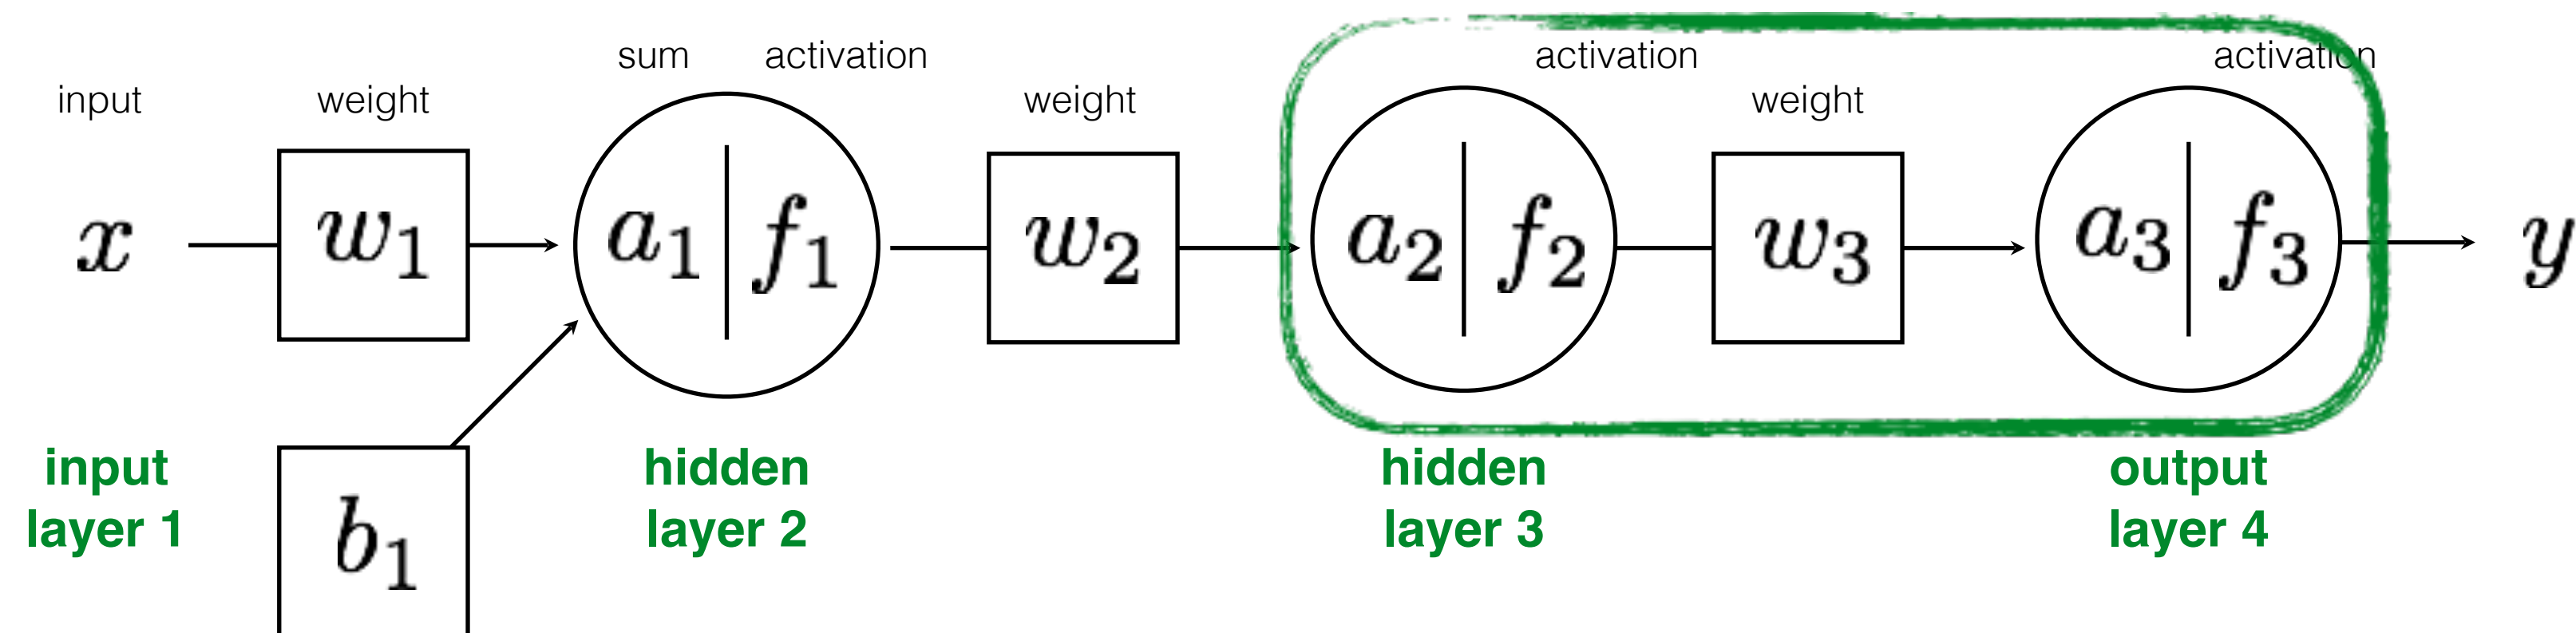 sum activation activation activation
input weight weight weight
x w1 a1 f1 w2 a2 f2 w3 a3 f3 y
input hidden hidden output
layer 1 layer 2 layer 3 layer 4
b1